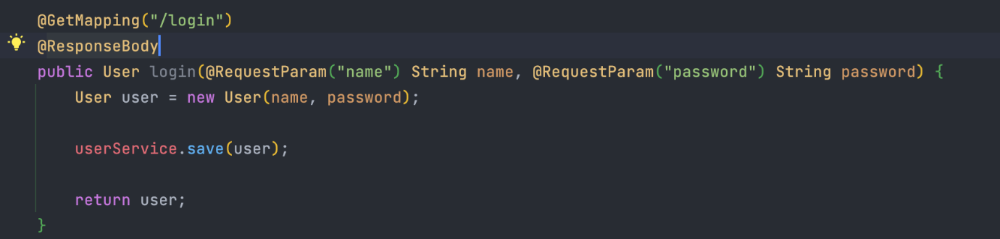 @GetMapping("/login")
@ResponseBody
public User login(@RequestParam("name") String name, @RequestParam("password") String password) {
User user = new User(name, password);
userService.save(user);
return user;
}